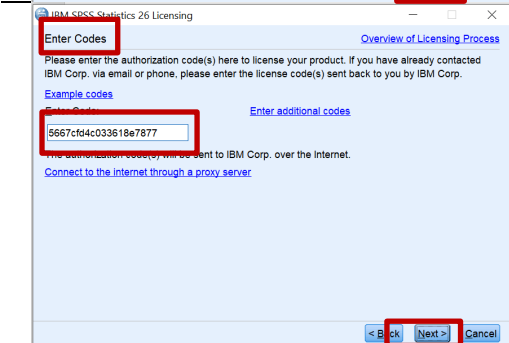 IBM SPSS Statistics 26 Licensing
Enter Codes
Overview of Licensing Process
Please enter the authorization code(s) here to license your product. If you have already contacted
IBM Corp. via email or phone, please enter the license code(s) sent back to you by IBM Corp.
Example codes
Enter Code:
Enter additional codes
5667cfd4c033618e7877
The authorization code(s) will be sent to IBM Corp. over the Internet.
Connect to the internet through a proxy server
< Back Next > Cancel